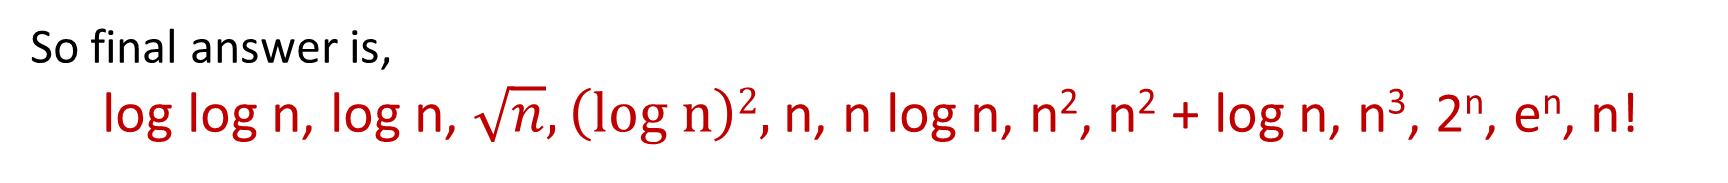 So final answer is,
log log n, log n, √n, (log n)², n, n log n, n², n² + log n, n³, 2ⁿ, eⁿ, n!